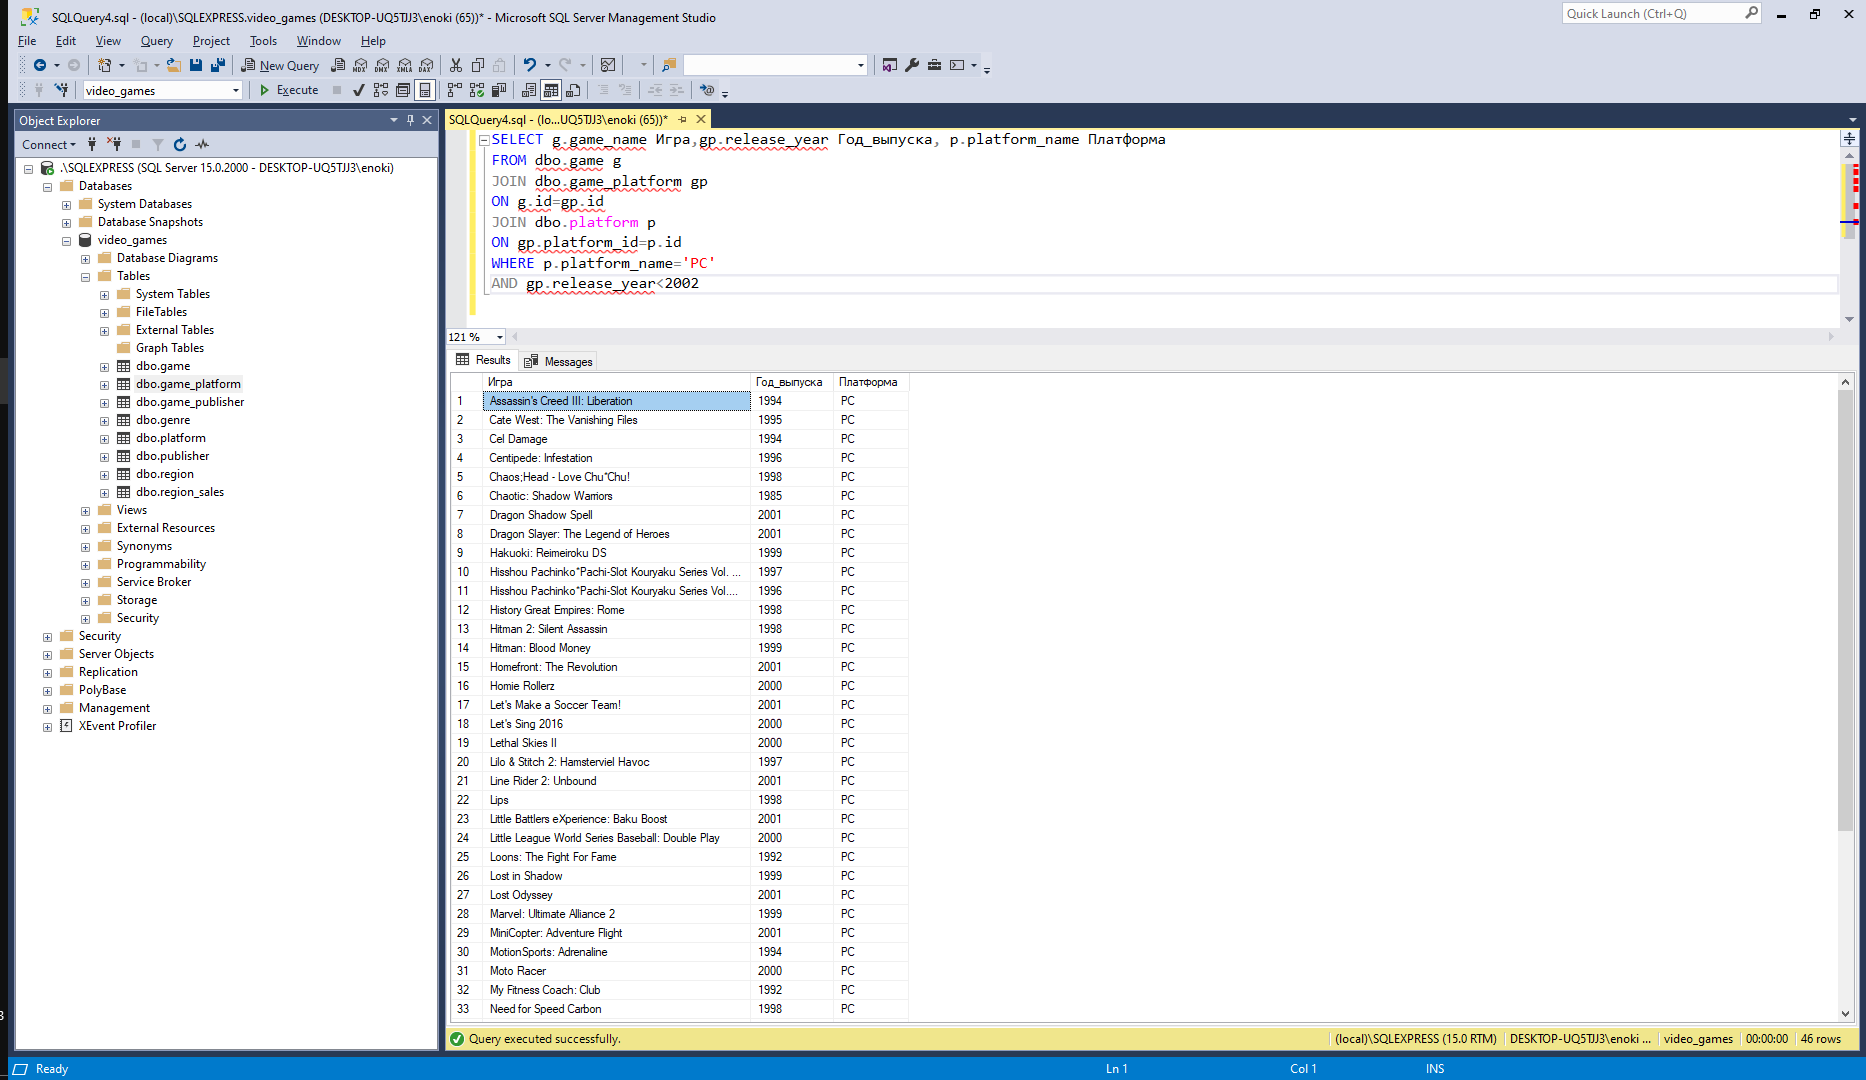 SQLQuery4.sql - (local)\SQLEXPRESS.video_games (DESKTOP-UQ5TJJ3\enoki (65))* - Microsoft SQL Server Management Studio
Quick Launch (Ctrl+Q)
File Edit View Query Project Tools Window Help
New Query
video_games
Execute
Object Explorer
Connect
.\SQLEXPRESS (SQL Server 15.0.2000 - DESKTOP-UQ5TJJ3\enoki)
Databases
System Databases
Database Snapshots
video_games
Database Diagrams
Tables
System Tables
FileTables
External Tables
Graph Tables
dbo.game
dbo.game_platform
dbo.game_publisher
dbo.genre
dbo.platform
dbo.publisher
dbo.region
dbo.region_sales
Views
External Resources
Synonyms
Programmability
Service Broker
Storage
Security
Security
Server Objects
Replication
PolyBase
Management
XEvent Profiler
SQLQuery4.sql - (lo...UQ5TJJ3\enoki (65))*
SELECT g.game_name Игра,gp.release_year Год_выпуска, p.platform_name Платформа
FROM dbo.game g
JOIN dbo.game_platform gp
ON g.id=gp.id
JOIN dbo.platform p
ON gp.platform_id=p.id
WHERE p.platform_name='PC'
AND gp.release_year<2002
121 %
Results Messages
Игра Год_выпуска Платформа
1 Assassin's Creed III: Liberation 1994 PC
2 Cate West: The Vanishing Files 1995 PC
3 Cel Damage 1994 PC
4 Centipede: Infestation 1996 PC
5 Chaos;Head - Love Chu*Chu! 1998 PC
6 Chaotic: Shadow Warriors 1985 PC
7 Dragon Shadow Spell 2001 PC
8 Dragon Slayer: The Legend of Heroes 2001 PC
9 Hakuoki: Reimeiroku DS 1999 PC
10 Hisshou Pachinko*Pachi-Slot Kouryaku Series Vol. ... 1997 PC
11 Hisshou Pachinko*Pachi-Slot Kouryaku Series Vol.... 1996 PC
12 History Great Empires: Rome 1998 PC
13 Hitman 2: Silent Assassin 1998 PC
14 Hitman: Blood Money 1999 PC
15 Homefront: The Revolution 2001 PC
16 Homie Rollerz 2000 PC
17 Let's Make a Soccer Team! 2001 PC
18 Let's Sing 2016 2000 PC
19 Lethal Skies II 2000 PC
20 Lilo & Stitch 2: Hamsterviel Havoc 1997 PC
21 Line Rider 2: Unbound 2001 PC
22 Lips 1998 PC
23 Little Battlers eXperience: Baku Boost 2001 PC
24 Little League World Series Baseball: Double Play 2000 PC
25 Loons: The Fight For Fame 1992 PC
26 Lost in Shadow 1999 PC
27 Lost Odyssey 2001 PC
28 Marvel: Ultimate Alliance 2 1999 PC
29 MiniCopter: Adventure Flight 2001 PC
30 MotionSports: Adrenaline 1994 PC
31 Moto Racer 2000 PC
32 My Fitness Coach: Club 1992 PC
33 Need for Speed Carbon 1998 PC
Query executed successfully.
(local)\SQLEXPRESS (15.0 RTM) DESKTOP-UQ5TJJ3\enoki ... video_games 00:00:00 46 rows
Ready Ln 1 Col 1 INS